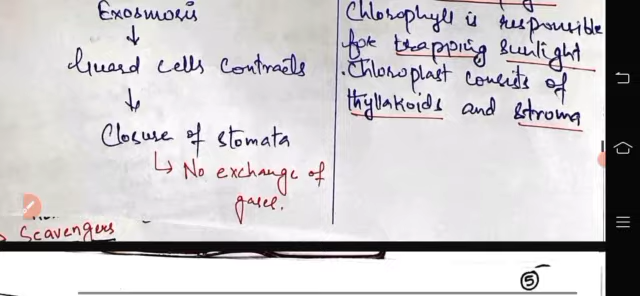 Exosmosis
↓
Guard cells contracts
↓
Closure of stomata
↳ No exchange of
gases.
Scavengers
Chlorophyll is responsible
for trapping sunlight
. Chloroplast consists of
thylakoids and stroma
5